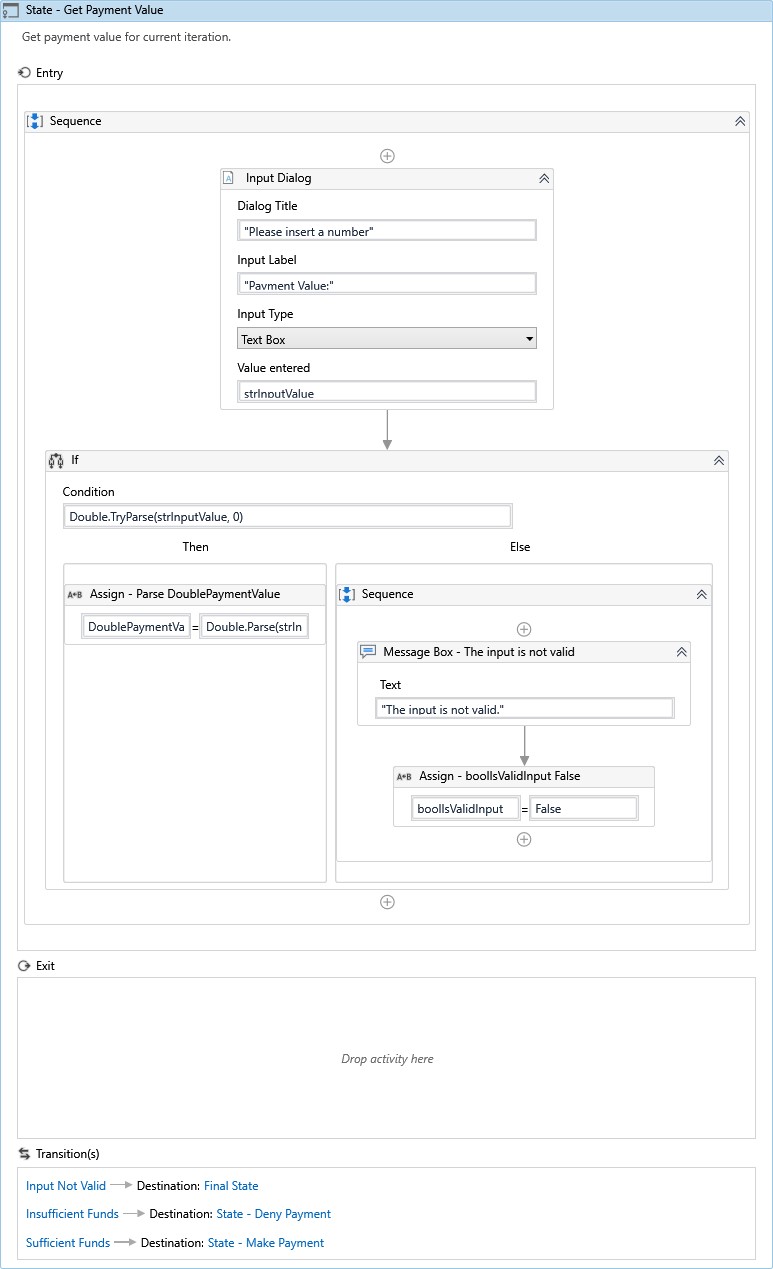 State - Get Payment Value
Get payment value for current iteration.
Entry
Sequence
Input Dialog
Dialog Title
"Please insert a number"
Input Label
"Payment Value:"
Input Type
Text Box
Value entered
strInputValue
If
Condition
Double.TryParse(strInputValue, 0)
Then
Else
A+B Assign - Parse DoublePaymentValue
DoublePaymentVa = Double.Parse(strIn
Sequence
Message Box - The input is not valid
Text
"The input is not valid."
A+B Assign - boolIsValidInput False
boolIsValidInput = False
Exit
Drop activity here
Transition(s)
Input Not Valid Destination: Final State
Insufficient Funds Destination: State - Deny Payment
Sufficient Funds Destination: State - Make Payment